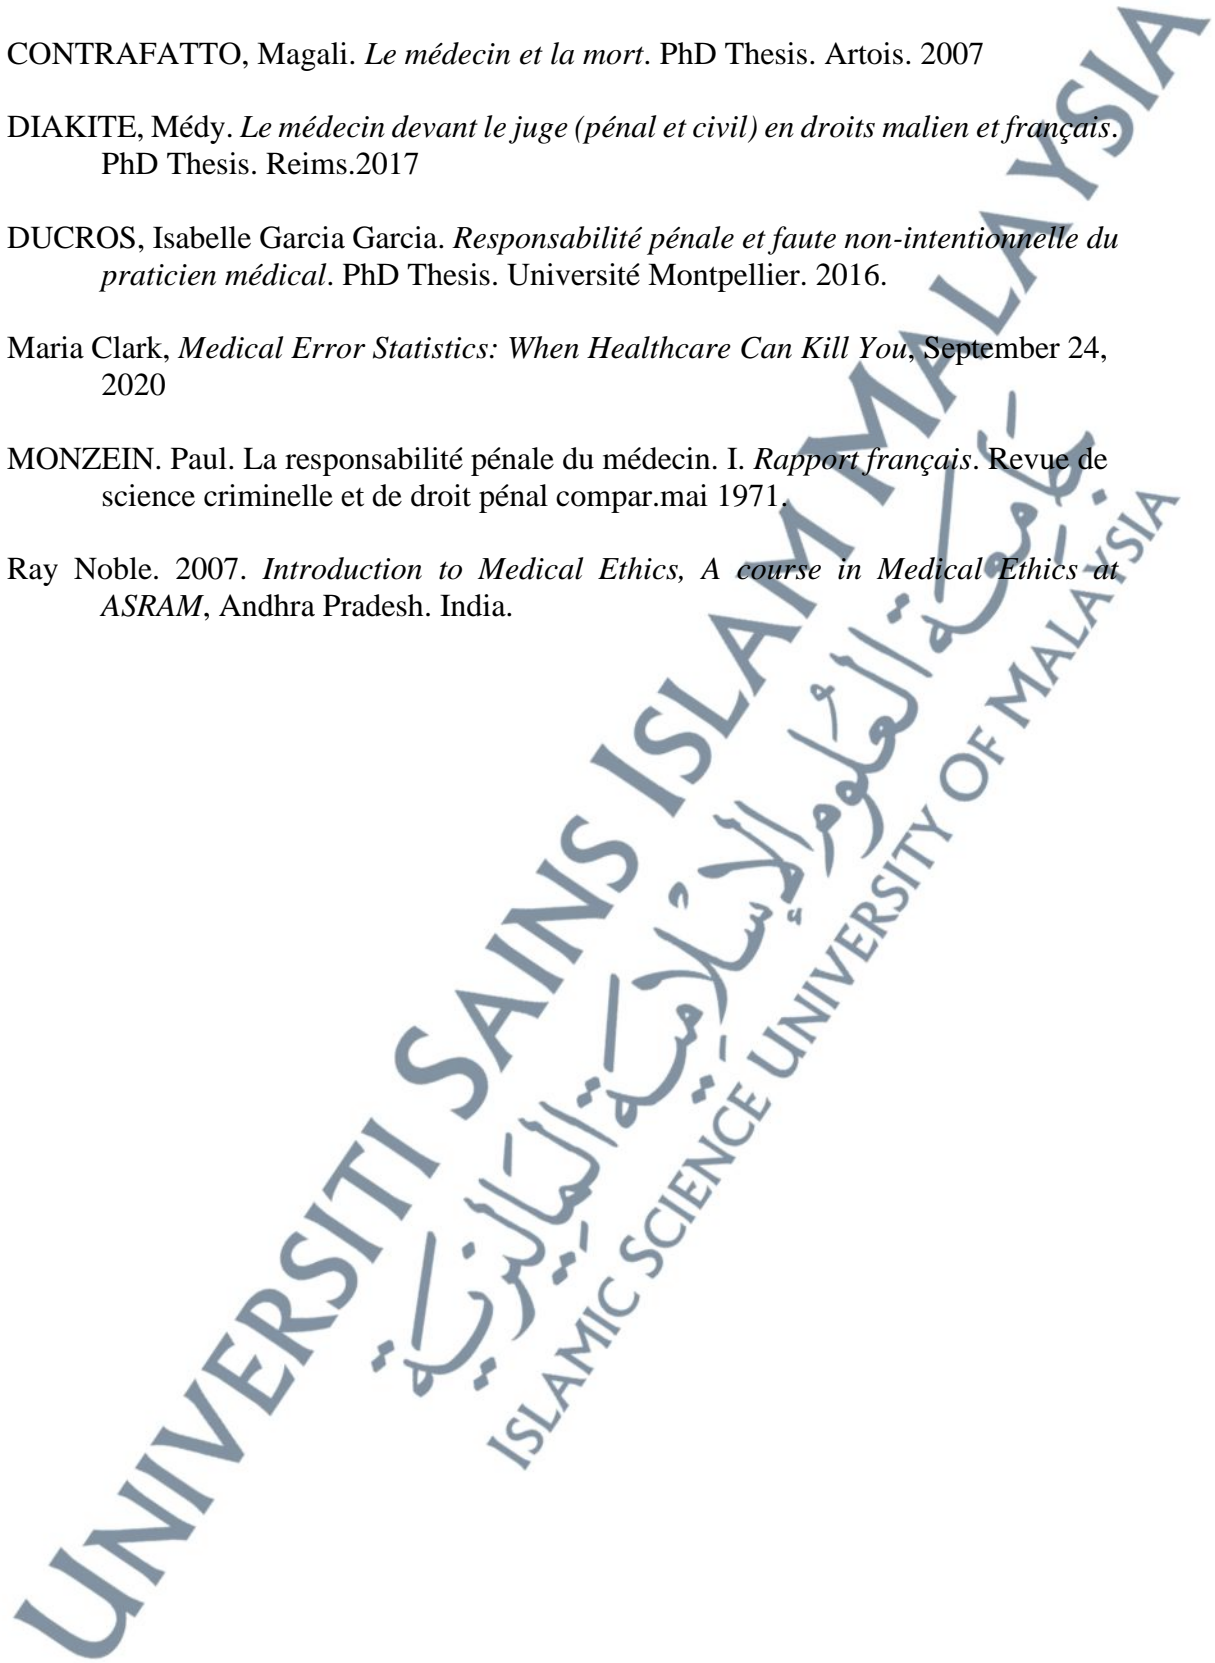 CONTRAFATTO, Magali. Le médecin et la mort. PhD Thesis. Artois. 2007
DIAKITE, Médy. Le médecin devant le juge (pénal et civil) en droits malien et français.
PhD Thesis. Reims.2017
DUCROS, Isabelle Garcia Garcia. Responsabilité pénale et faute non-intentionnelle du
praticien médical. PhD Thesis. Université Montpellier. 2016.
Maria Clark, Medical Error Statistics: When Healthcare Can Kill You, September 24,
2020
MONZEIN. Paul. La responsabilité pénale du médecin. I. Rapport français. Revue de
science criminelle et de droit pénal compar.mai 1971.
Ray Noble. 2007. Introduction to Medical Ethics, A course in Medical Ethics at
ASRAM, Andhra Pradesh. India.
UNIVERSITI SAINS ISLAM MALAYSIA
جامعة العلوم الإسلامية الماليزية
ISLAMIC SCIENCE UNIVERSITY OF MALAYSIA